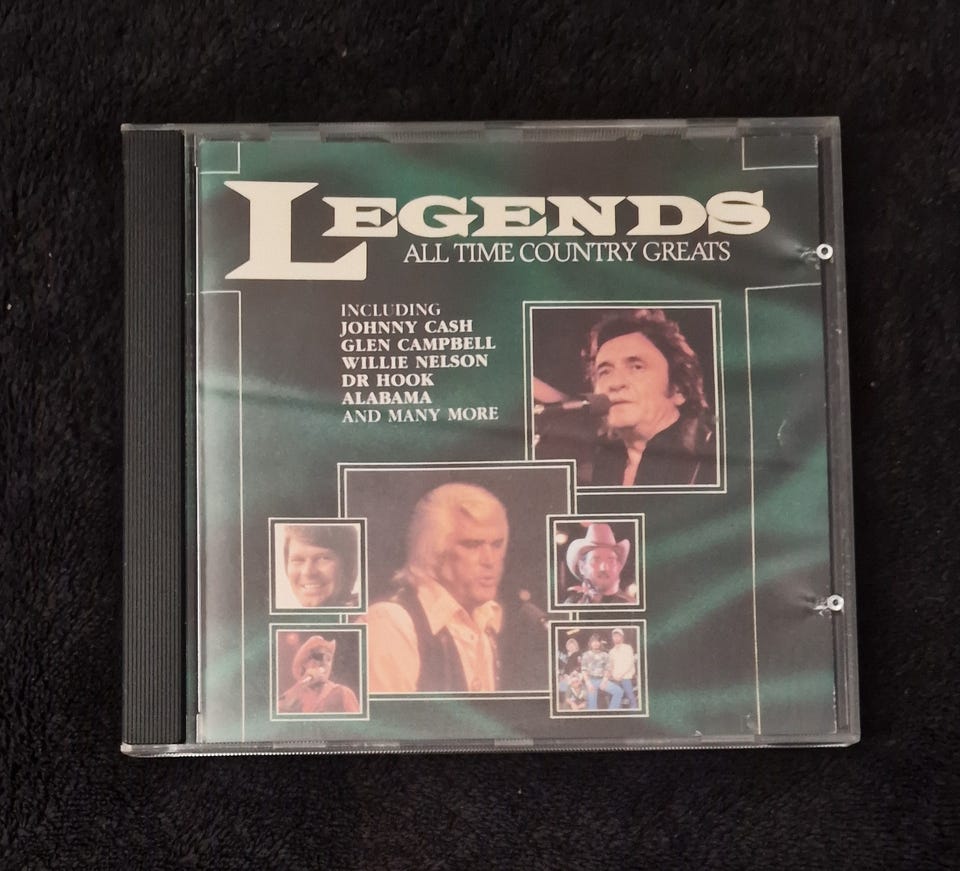 LEGENDS
ALL TIME COUNTRY GREATS
INCLUDING
JOHNNY CASH
GLEN CAMPBELL
WILLIE NELSON
DR HOOK
ALABAMA
AND MANY MORE